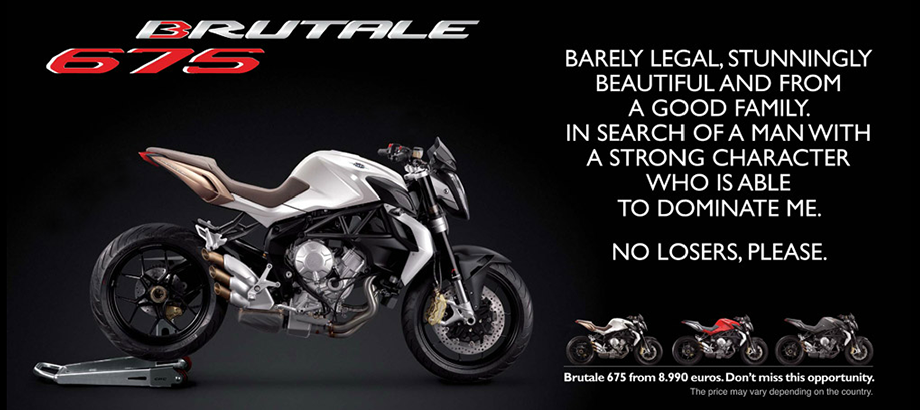 BRUTALE
675
BARELY LEGAL, STUNNINGLY
BEAUTIFUL AND FROM
A GOOD FAMILY.
IN SEARCH OF A MAN WITH
A STRONG CHARACTER
WHO IS ABLE
TO DOMINATE ME.
NO LOSERS, PLEASE.
Brutale 675 from 8.990 euros. Don't miss this opportunity.
The price may vary depending on the country.